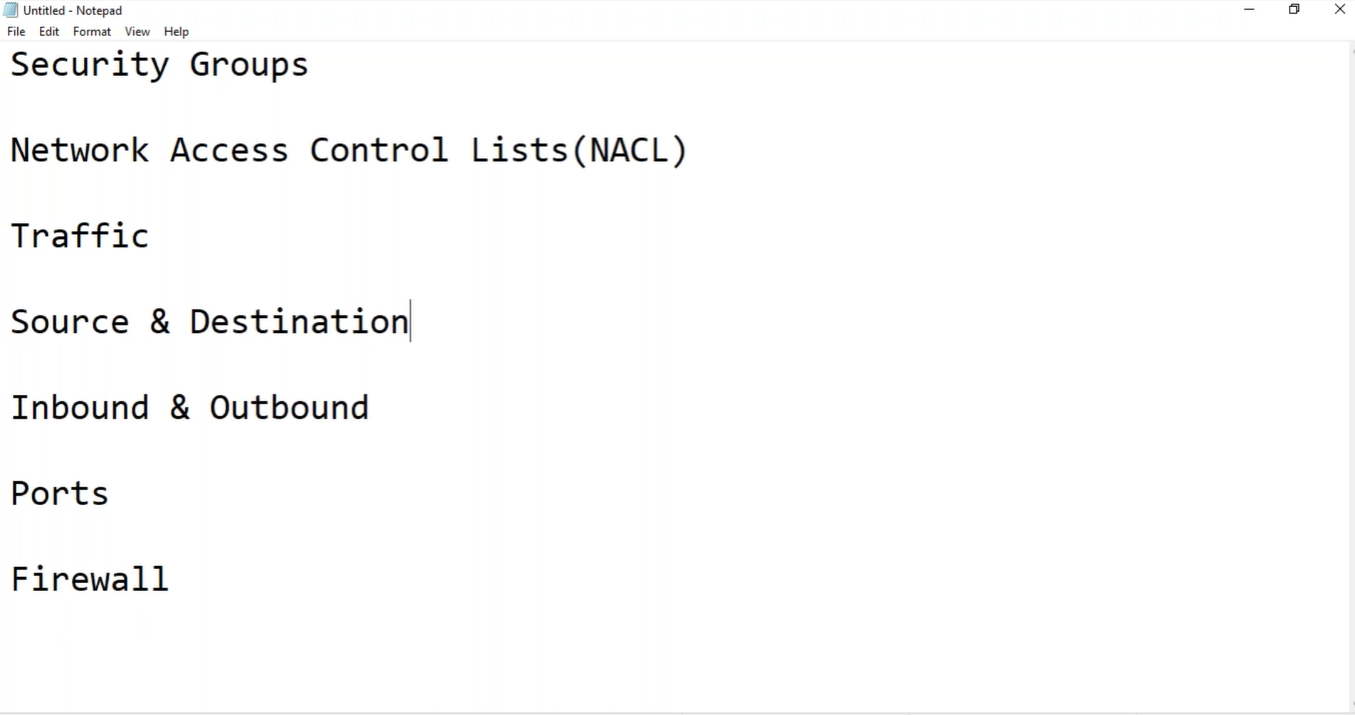 Untitled - Notepad
File Edit Format View Help
Security Groups
Network Access Control Lists(NACL)
Traffic
Source & Destination
Inbound & Outbound
Ports
Firewall